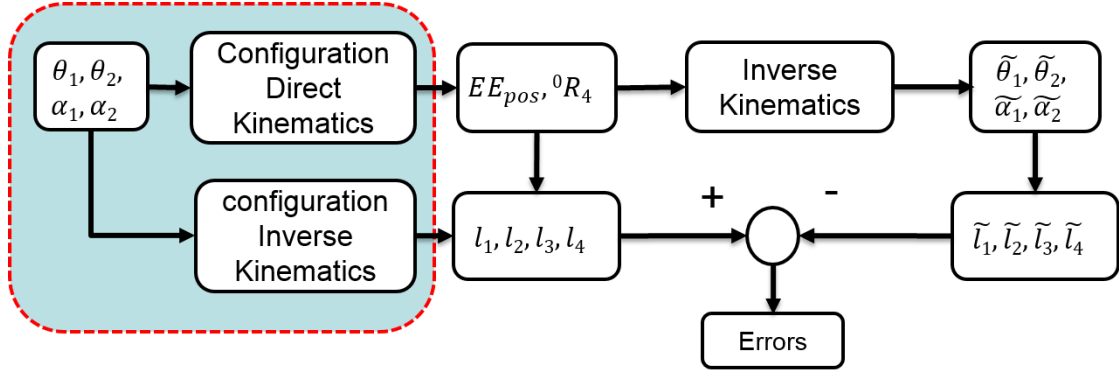 θ₁, θ₂,
α₁, α₂
Configuration
Direct
Kinematics
EE_pos, ⁰R₄
Inverse
Kinematics
θ̃₁, θ̃₂,
α̃₁, α̃₂
configuration
Inverse
Kinematics
l₁, l₂, l₃, l₄
+
-
l̃₁, l̃₂, l̃₃, l̃₄
Errors